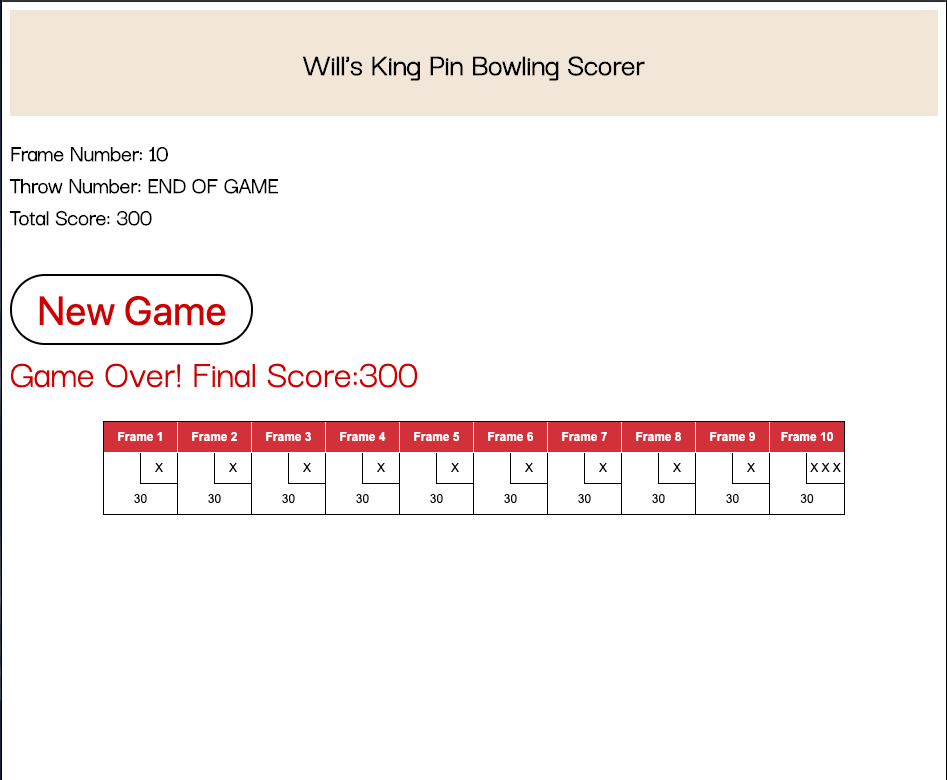 Will's King Pin Bowling Scorer
Frame Number: 10
Throw Number: END OF GAME
Total Score: 300
New Game
Game Over! Final Score:300
Frame 1 Frame 2 Frame 3 Frame 4 Frame 5 Frame 6 Frame 7 Frame 8 Frame 9 Frame 10
X X X X X X X X X X X X
30 30 30 30 30 30 30 30 30 30